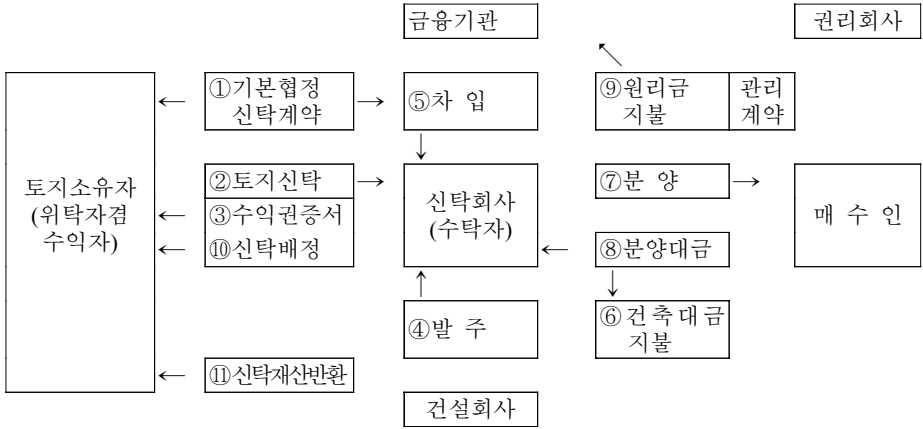 금융기관
권리회사
①기본협정
신탁계약
⑤차 입
⑨원리금
지불
관리
계약
토지소유자
(위탁자겸
수익자)
②토지신탁
③수익권증서
⑩신탁배정
신탁회사
(수탁자)
⑦분 양
⑧분양대금
매 수 인
④발 주
⑥건축대금
지불
⑪신탁재산반환
건설회사